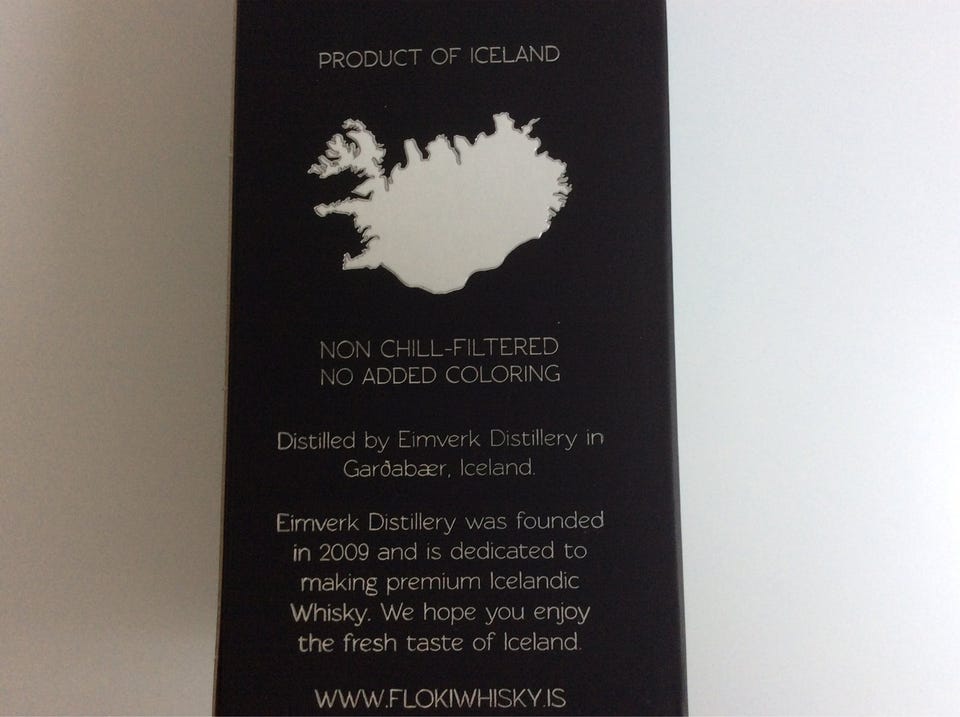 PRODUCT OF ICELAND
NON CHILL-FILTERED
NO ADDED COLORING
Distilled by Eimverk Distillery in
Garðabær, Iceland.
Eimverk Distillery was founded
in 2009 and is dedicated to
making premium Icelandic
Whisky. We hope you enjoy
the fresh taste of Iceland.
WWW.FLOKIWHISKY.IS